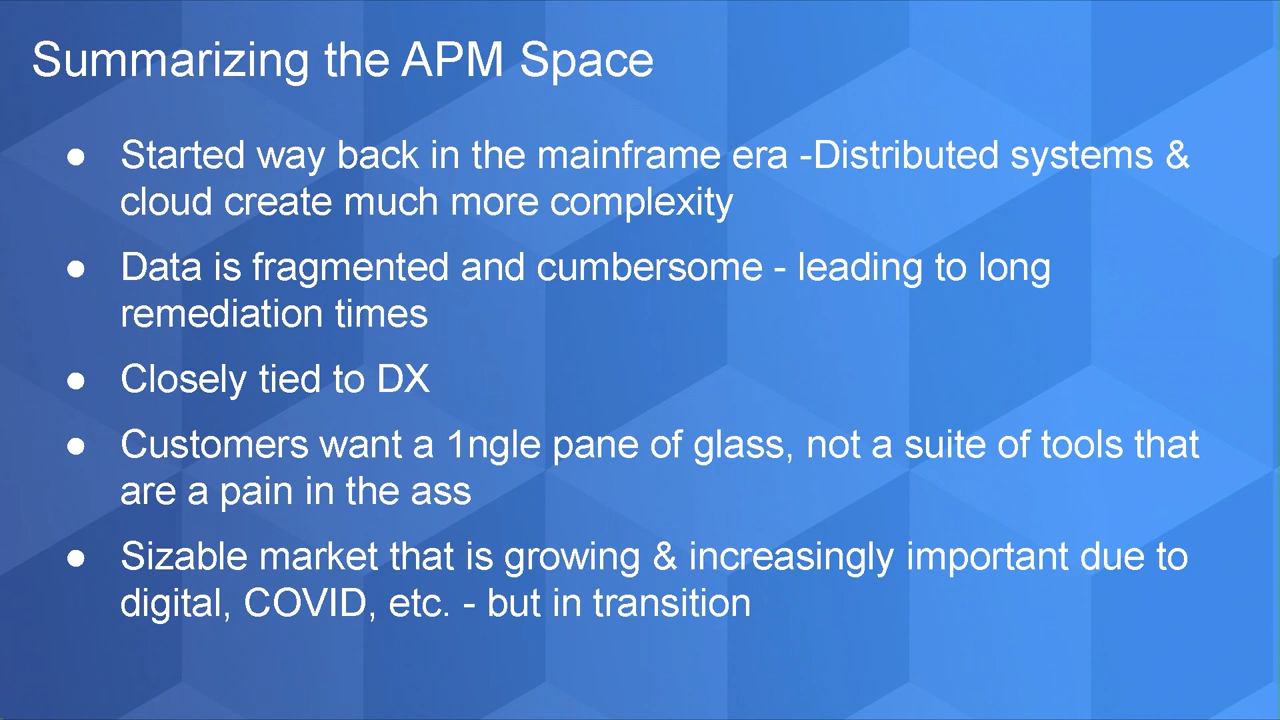 Summarizing the APM Space
● Started way back in the mainframe era -Distributed systems &
cloud create much more complexity
● Data is fragmented and cumbersome - leading to long
remediation times
● Closely tied to DX
● Customers want a 1ngle pane of glass, not a suite of tools that
are a pain in the ass
● Sizable market that is growing & increasingly important due to
digital, COVID, etc. - but in transition